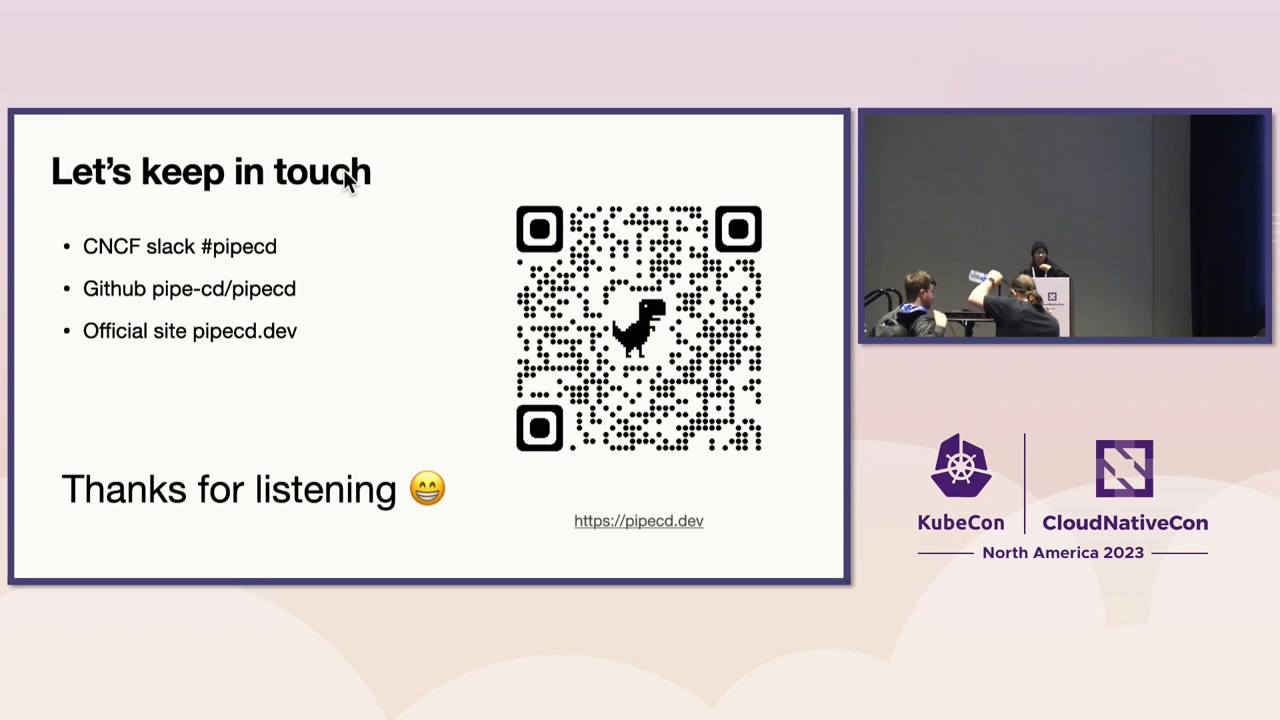 Let's keep in touch
• CNCF slack #pipecd
• Github pipe-cd/pipecd
• Official site pipecd.dev
Thanks for listening 😁
https://pipecd.dev
KubeCon
CloudNativeCon
North America 2023